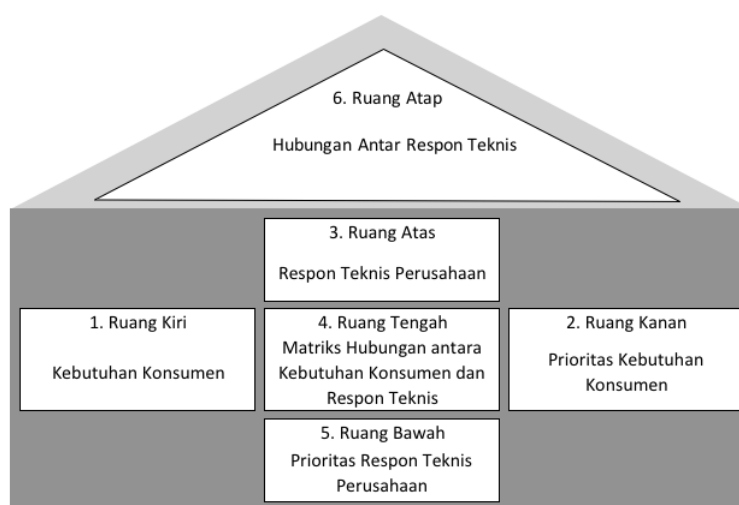 6. Ruang Atap
Hubungan Antar Respon Teknis
3. Ruang Atas
Respon Teknis Perusahaan
1. Ruang Kiri
Kebutuhan Konsumen
4. Ruang Tengah
Matriks Hubungan antara
Kebutuhan Konsumen dan
Respon Teknis
2. Ruang Kanan
Prioritas Kebutuhan
Konsumen
5. Ruang Bawah
Prioritas Respon Teknis
Perusahaan